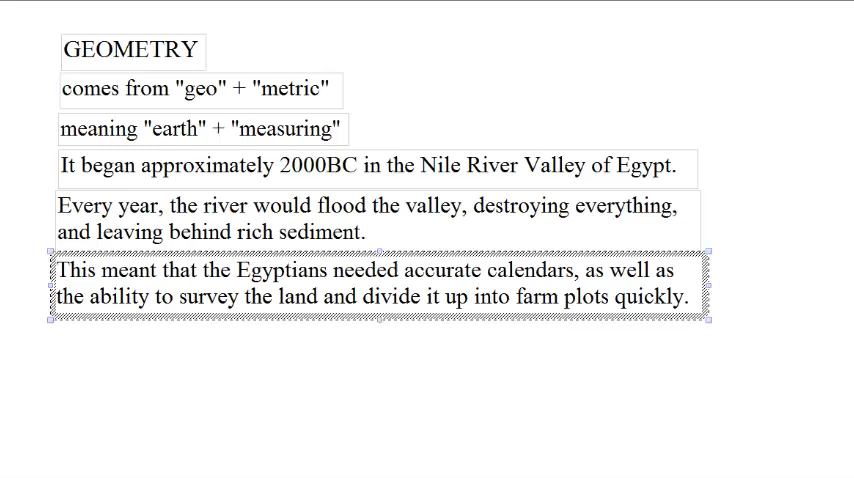 GEOMETRY
comes from "geo" + "metric"
meaning "earth" + "measuring"
It began approximately 2000BC in the Nile River Valley of Egypt.
Every year, the river would flood the valley, destroying everything,
and leaving behind rich sediment.
This meant that the Egyptians needed accurate calendars, as well as
the ability to survey the land and divide it up into farm plots quickly.